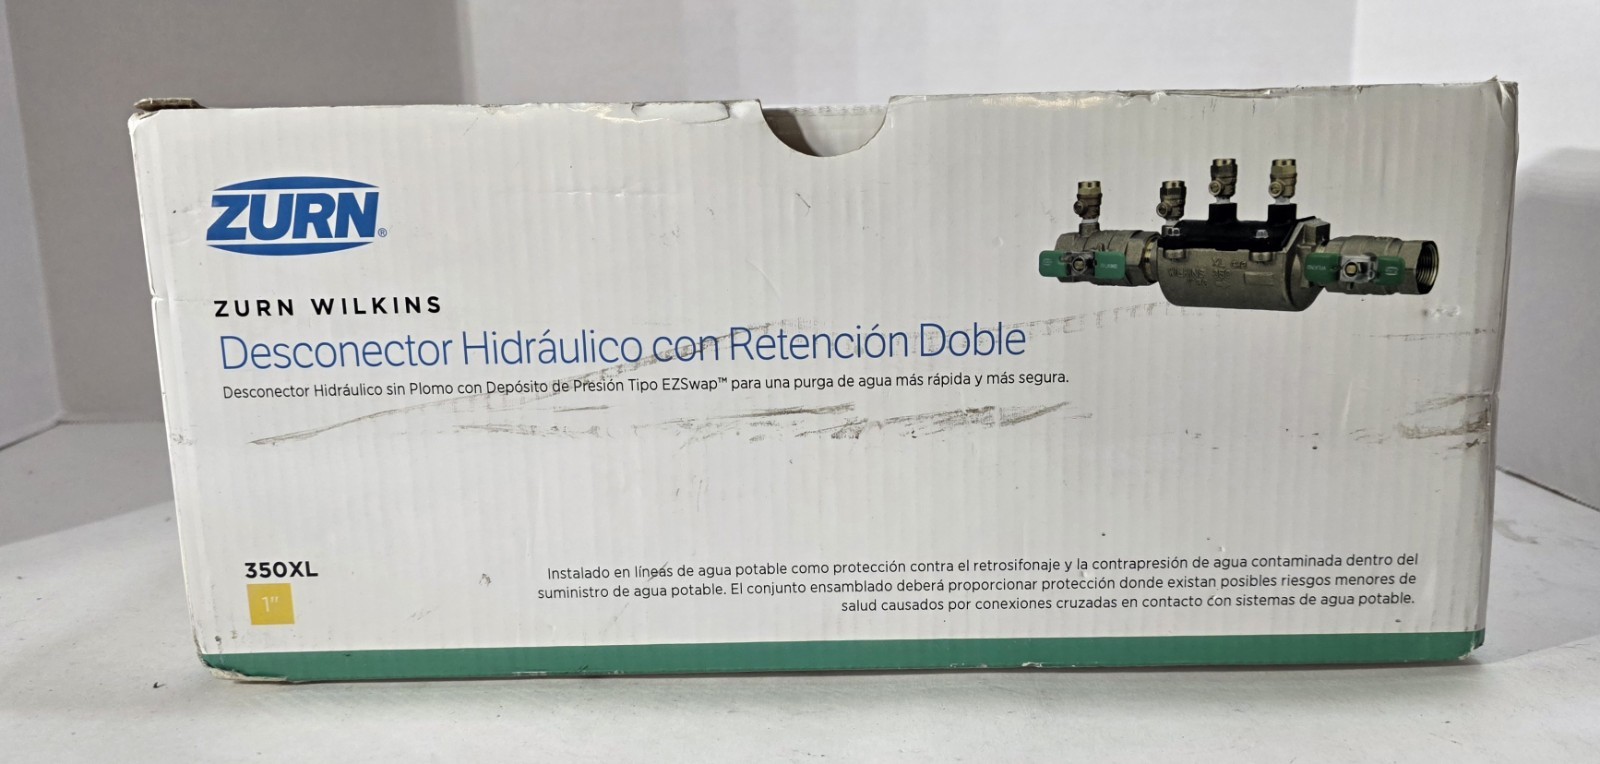 ZURN®
ZURN WILKINS
Desconector Hidráulico con Retención Doble
Desconector Hidráulico sin Plomo con Depósito de Presión Tipo EZSwap™ para una purga de agua más rápida y más segura.
350XL
1"
Instalado en líneas de agua potable como protección contra el retrosifonaje y la contrapresión de agua contaminada dentro del
suministro de agua potable. El conjunto ensamblado deberá proporcionar protección donde existan posibles riesgos menores de
salud causados por conexiones cruzadas en contacto con sistemas de agua potable.